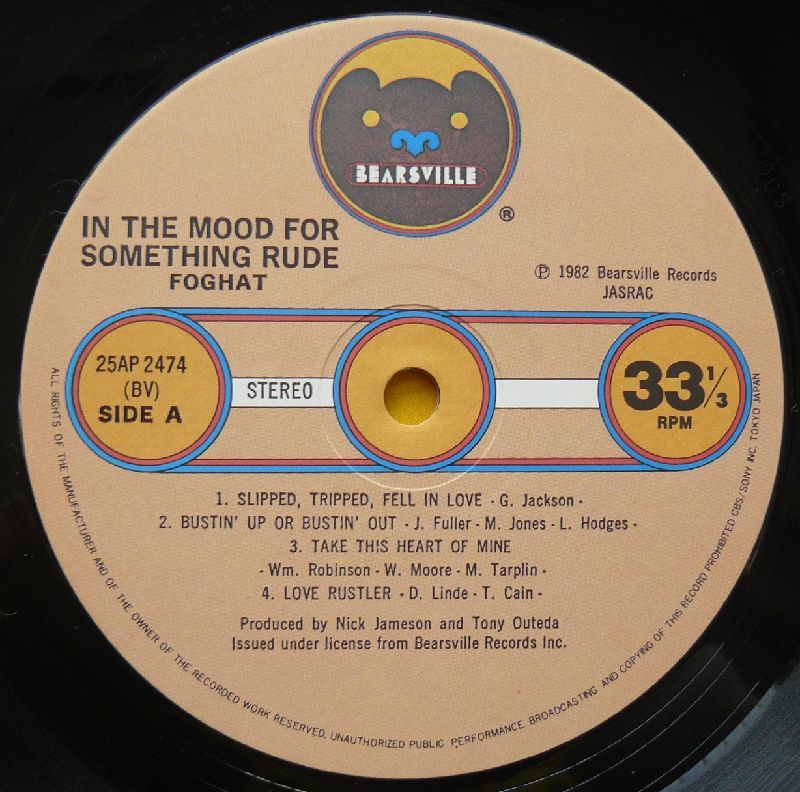 BEARSVILLE
®
IN THE MOOD FOR
SOMETHING RUDE
FOGHAT
℗ 1982 Bearsville Records
JASRAC
25AP 2474
(BV)
SIDE A
STEREO
33 1/3
RPM
1. SLIPPED, TRIPPED, FELL IN LOVE · G. Jackson ·
2. BUSTIN' UP OR BUSTIN' OUT · J. Fuller · M. Jones · L. Hodges ·
3. TAKE THIS HEART OF MINE
· Wm. Robinson · W. Moore · M. Tarplin ·
4. LOVE RUSTLER · D. Linde · T. Cain ·
Produced by Nick Jameson and Tony Outeda
Issued under license from Bearsville Records Inc.
ALL RIGHTS OF THE MANUFACTURER AND OF THE OWNER OF THE RECORDED WORK RESERVED. UNAUTHORIZED PUBLIC PERFORMANCE, BROADCASTING AND COPYING OF THIS RECORD PROHIBITED CBS/SONY INC. TOKYO JAPAN